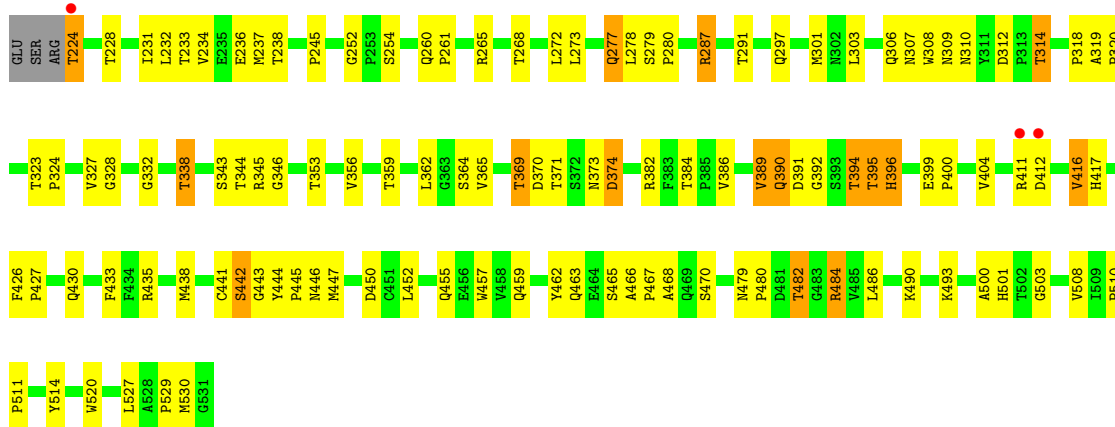 GLU SER ARG T224 T228 I231 L232 T233 V234 E235 E236 M237 T238 P245 G252 P253 S254 Q260 P261 R265 T268 L272 L273 Q277 L278 S279 P280 R287 T291 Q297 M301 N302 L303 Q306 N307 W308 N309 N310 Y311 D312 P313 T314 P318 A319
T323 P324 V327 G328 G332 T338 S343 T344 R345 G346 T353 V356 T359 L362 G363 S364 V365 T369 D370 T371 S372 N373 D374 R382 F383 T384 P385 V386 V389 Q390 D391 G392 S393 T394 T395 H396 E399 P400 V404 R411 D412 V416 H417
F426 P427 Q430 F433 F434 R435 M438 C441 S442 G443 Y444 P445 N446 M447 D450 C451 L452 Q455 E456 W457 V458 Q459 Y462 Q463 E464 S465 A466 P467 A468 Q469 S470 N479 P480 D481 T482 G483 R484 V485 L486 K490 K493 A500 H501 T502 G503 V508 I509
P511 Y514 W520 L527 A528 P529 M530 G531